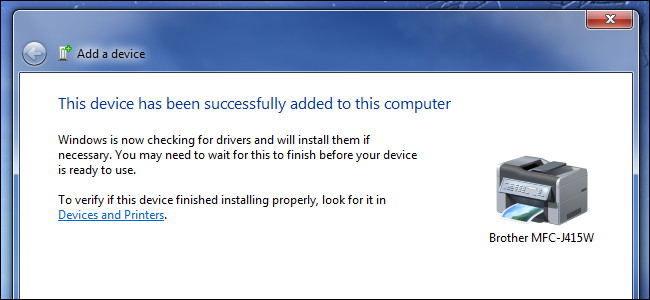 Add a device
This device has been successfully added to this computer
Windows is now checking for drivers and will install them if
necessary. You may need to wait for this to finish before your device
is ready to use.
To verify if this device finished installing properly, look for it in
Devices and Printers.
Brother MFC-J415W